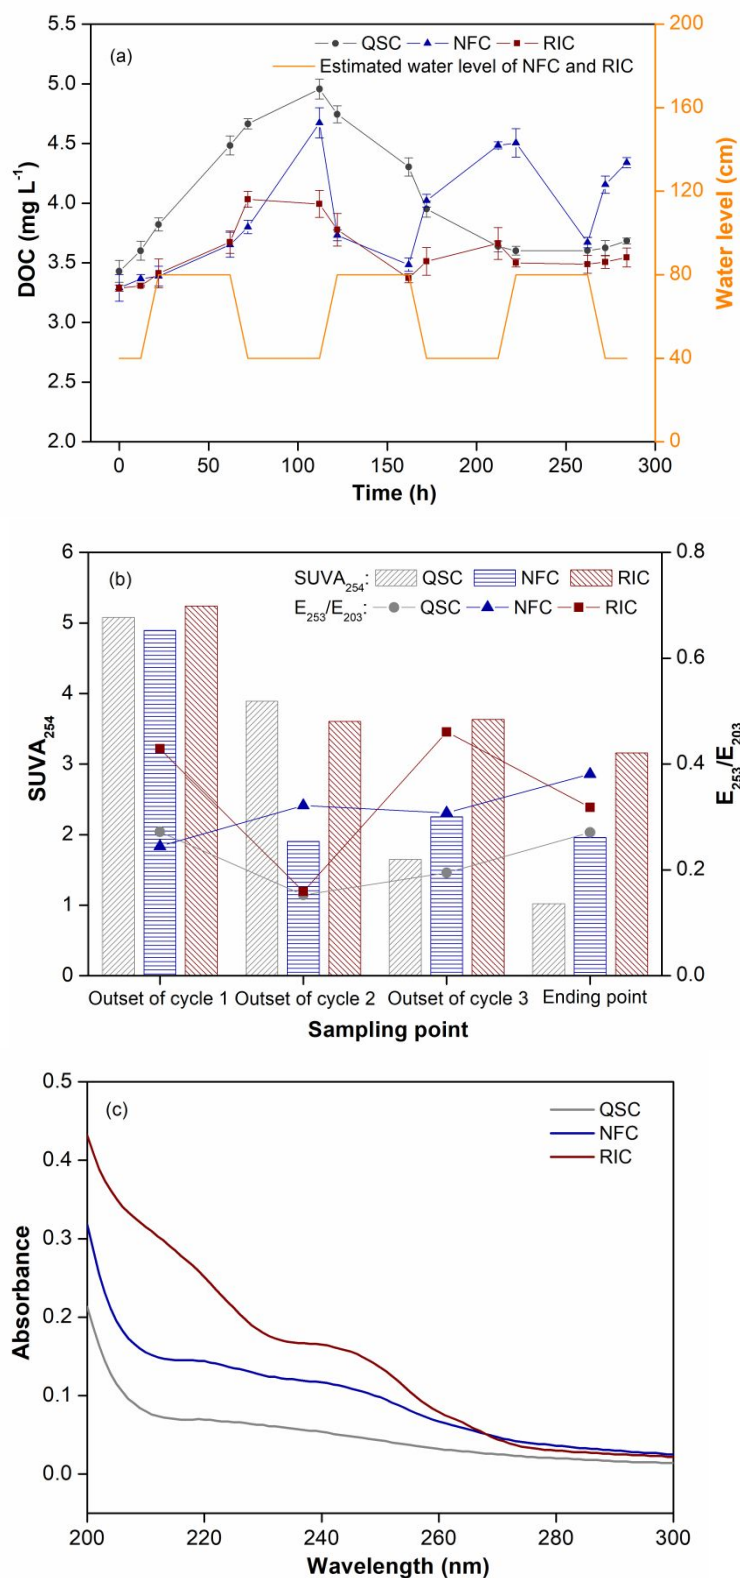 (a)
QSC NFC RIC
Estimated water level of NFC and RIC
5.5
5.0
4.5
4.0
3.5
3.0
2.5
2.0
DOC (mg L⁻¹)
200
160
120
80
40
0
Water level (cm)
0 50 100 150 200 250 300
Time (h)
(b)
SUVA₂₅₄: QSC NFC RIC
E₂₅₃/E₂₀₃: QSC NFC RIC
6
5
4
3
2
1
0
SUVA₂₅₄
0.8
0.6
0.4
0.2
0.0
E₂₅₃/E₂₀₃
Outset of cycle 1 Outset of cycle 2 Outset of cycle 3 Ending point
Sampling point
(c)
QSC
NFC
RIC
0.5
0.4
0.3
0.2
0.1
0.0
Absorbance
200 220 240 260 280 300
Wavelength (nm)